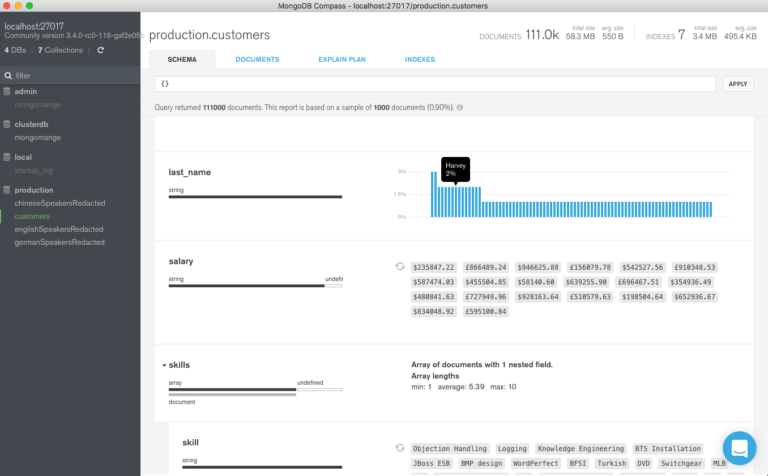 MongoDB Compass - localhost:27017/production.customers
localhost:27017
Community version 3.4.0-rc0-116-gaf2e05b
4 DBs 7 Collections
filter
admin
mongomange
clusterdb
mongomange
local
startup_log
production
chineseSpeakersRedacted
customers
englishSpeakersRedacted
germanSpeakersRedacted
production.customers
DOCUMENTS 111.0k total size 58.3 MB avg. size 550 B INDEXES 7 total size 3.4 MB avg. size 495.4 KB
SCHEMA DOCUMENTS EXPLAIN PLAN INDEXES
{} APPLY
Query returned 111000 documents. This report is based on a sample of 1000 documents (0.90%).
last_name
string
3%
1.5%
0%
Harvey
2%
salary
string undefir
$235847.22 £866489.24 $946625.88 £156079.78 $542527.56 £910348.53
$587474.03 $455504.85 $58140.60 $639255.90 £696467.51 $354936.49
$480841.63 £727949.96 $928163.64 £510579.63 $198504.64 $652936.67
$834048.92 £595100.84
skills
array undefined
document
Array of documents with 1 nested field.
Array lengths
min: 1 average: 5.39 max: 10
skill
string
Objection Handling Logging Knowledge Engineering BTS Installation
JBoss ESB BMP design WordPerfect BFSI Turkish DVD Switchgear MLB